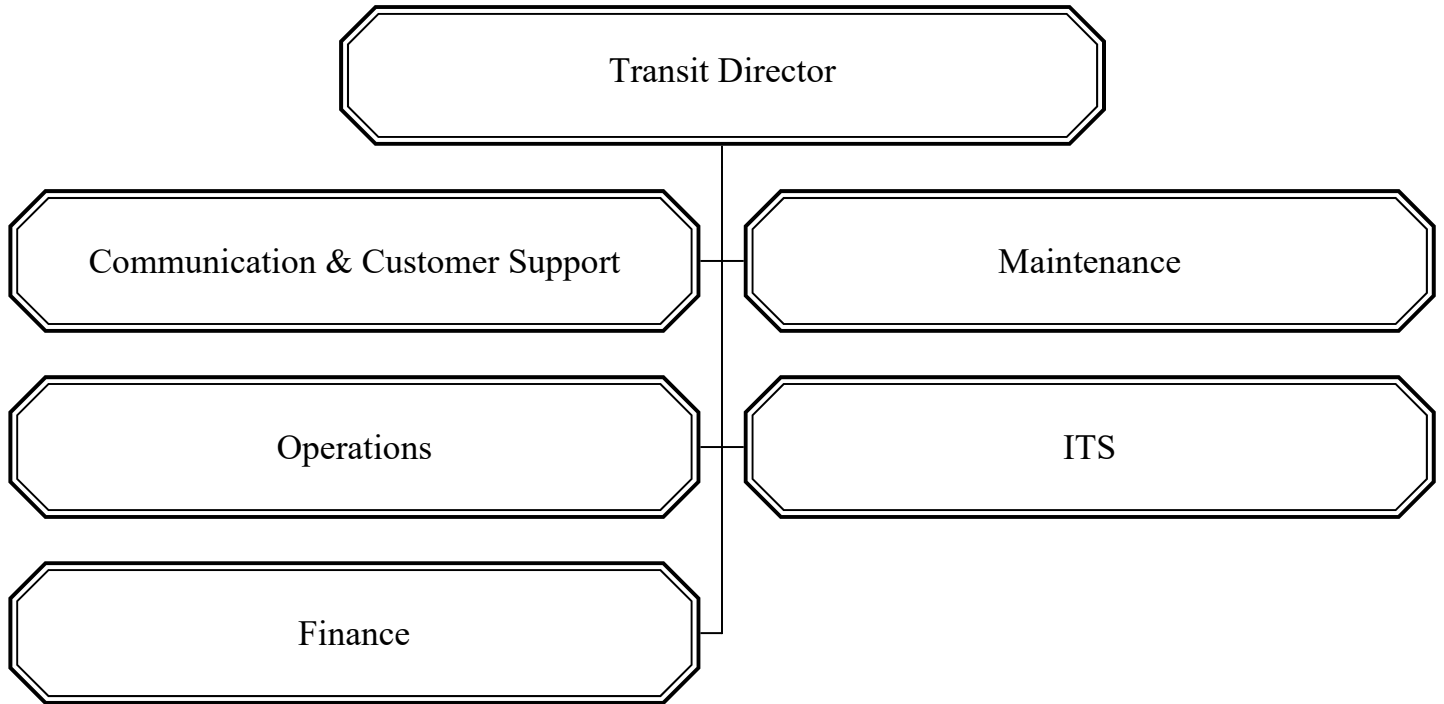 Transit Director
Communication & Customer Support
Maintenance
Operations
ITS
Finance